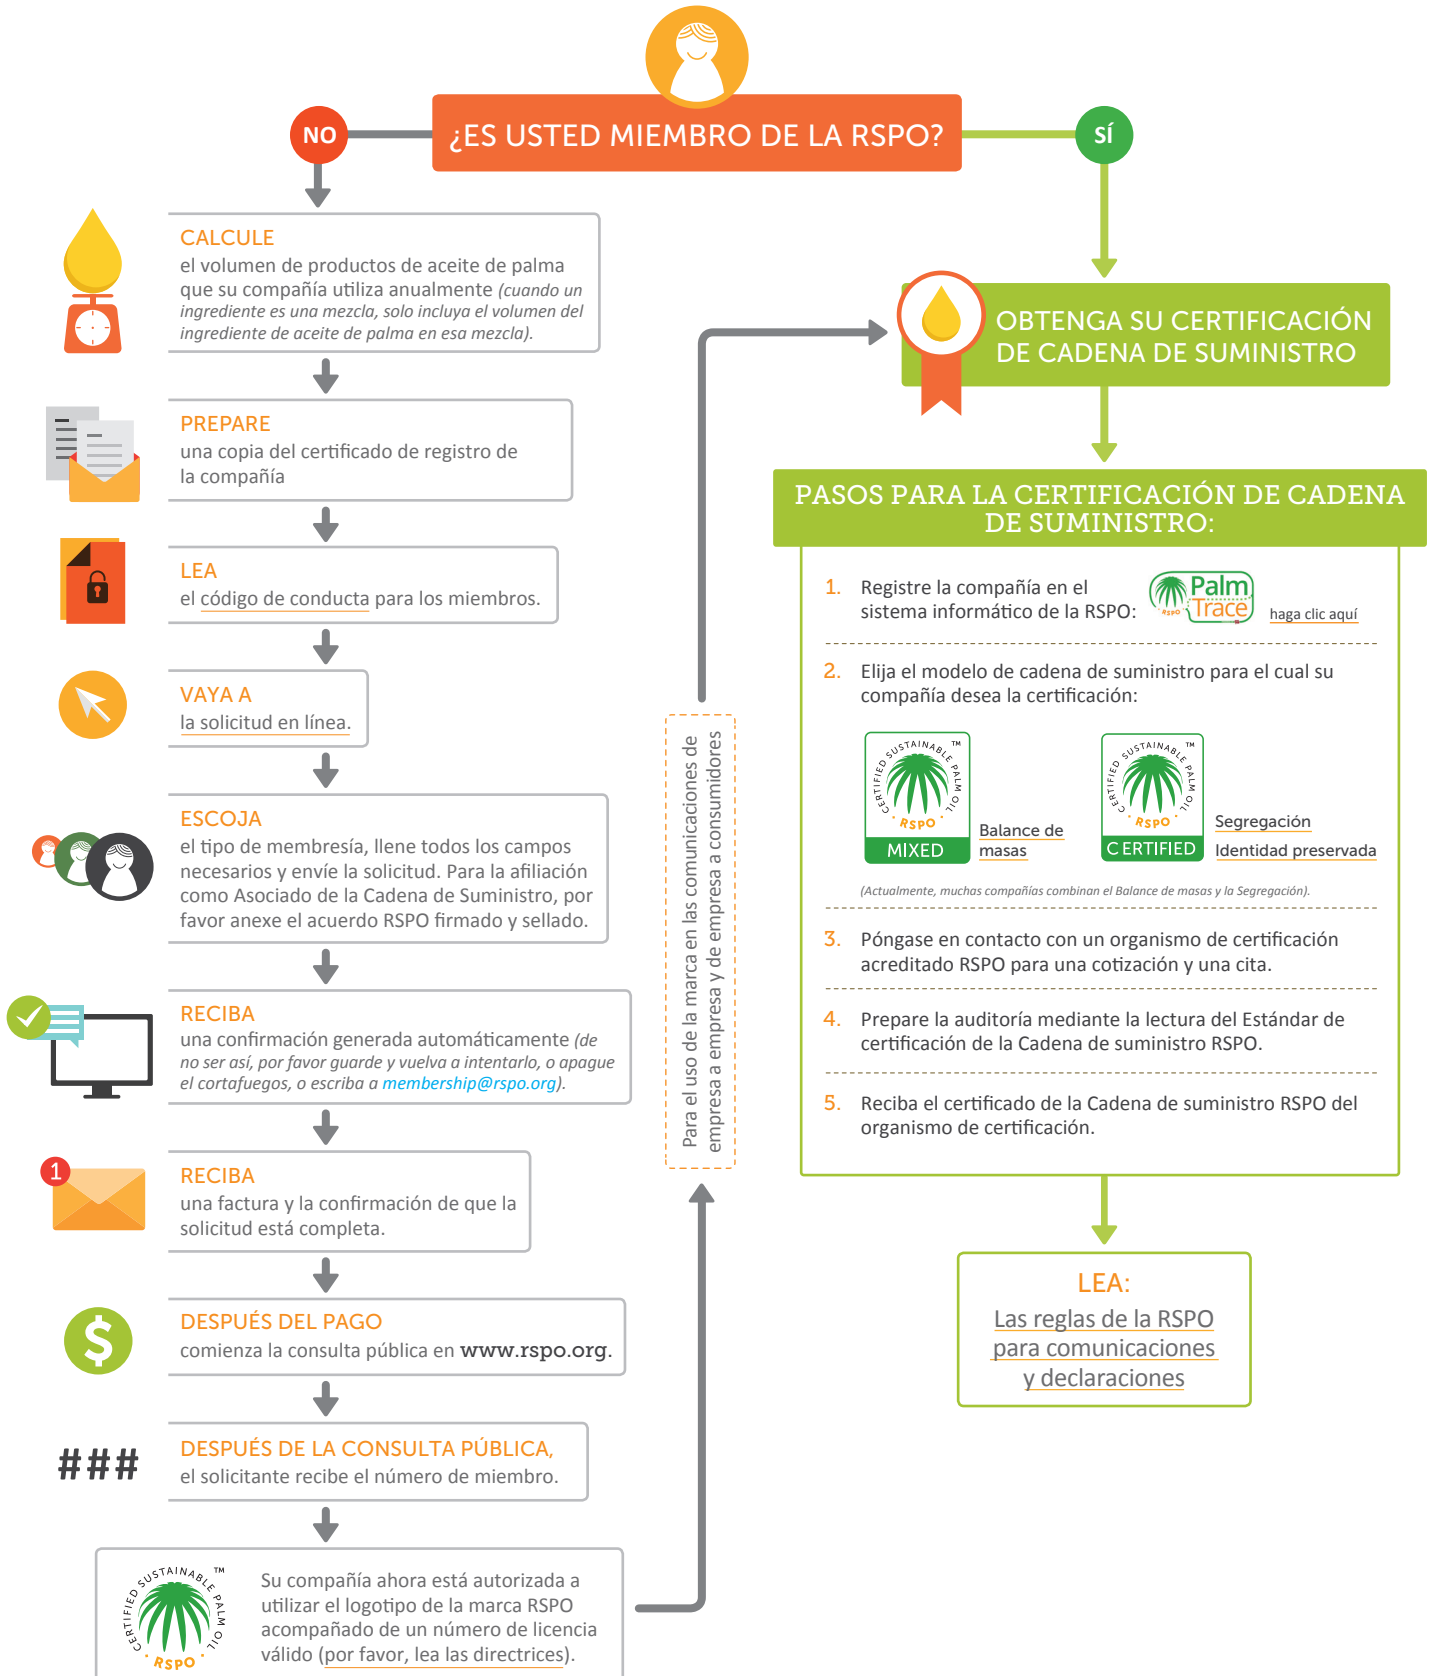 ¿ES USTED MIEMBRO DE LA RSPO?
NO
SÍ
CALCULE
el volumen de productos de aceite de palma
que su compañía utiliza anualmente (cuando un
ingrediente es una mezcla, solo incluya el volumen del
ingrediente de aceite de palma en esa mezcla).
PREPARE
una copia del certificado de registro de
la compañía
LEA
el código de conducta para los miembros.
VAYA A
la solicitud en línea.
ESCOJA
el tipo de membresía, llene todos los campos
necesarios y envíe la solicitud. Para la afiliación
como Asociado de la Cadena de Suministro, por
favor anexe el acuerdo RSPO firmado y sellado.
RECIBA
una confirmación generada automáticamente (de
no ser así, por favor guarde y vuelva a intentarlo, o apague
el cortafuegos, o escriba a membership@rspo.org).
1
RECIBA
una factura y la confirmación de que la
solicitud está completa.
$
DESPUÉS DEL PAGO
comienza la consulta pública en www.rspo.org.
###
DESPUÉS DE LA CONSULTA PÚBLICA,
el solicitante recibe el número de miembro.
CERTIFIED SUSTAINABLE PALM OIL ™
RSPO
Su compañía ahora está autorizada a
utilizar el logotipo de la marca RSPO
acompañado de un número de licencia
válido (por favor, lea las directrices).
Para el uso de la marca en las comunicaciones de
empresa a empresa y de empresa a consumidores
OBTENGA SU CERTIFICACIÓN
DE CADENA DE SUMINISTRO
PASOS PARA LA CERTIFICACIÓN DE CADENA
DE SUMINISTRO:
1. Registre la compañía en el
sistema informático de la RSPO:
RSPO
Palm
Trace
haga clic aquí
2. Elija el modelo de cadena de suministro para el cual su
compañía desea la certificación:
CERTIFIED SUSTAINABLE PALM OIL ™
RSPO
MIXED
Balance de
masas
CERTIFIED SUSTAINABLE PALM OIL ™
RSPO
CERTIFIED
Segregación
Identidad preservada
(Actualmente, muchas compañías combinan el Balance de masas y la Segregación).
3. Póngase en contacto con un organismo de certificación
acreditado RSPO para una cotización y una cita.
4. Prepare la auditoría mediante la lectura del Estándar de
certificación de la Cadena de suministro RSPO.
5. Reciba el certificado de la Cadena de suministro RSPO del
organismo de certificación.
LEA:
Las reglas de la RSPO
para comunicaciones
y declaraciones